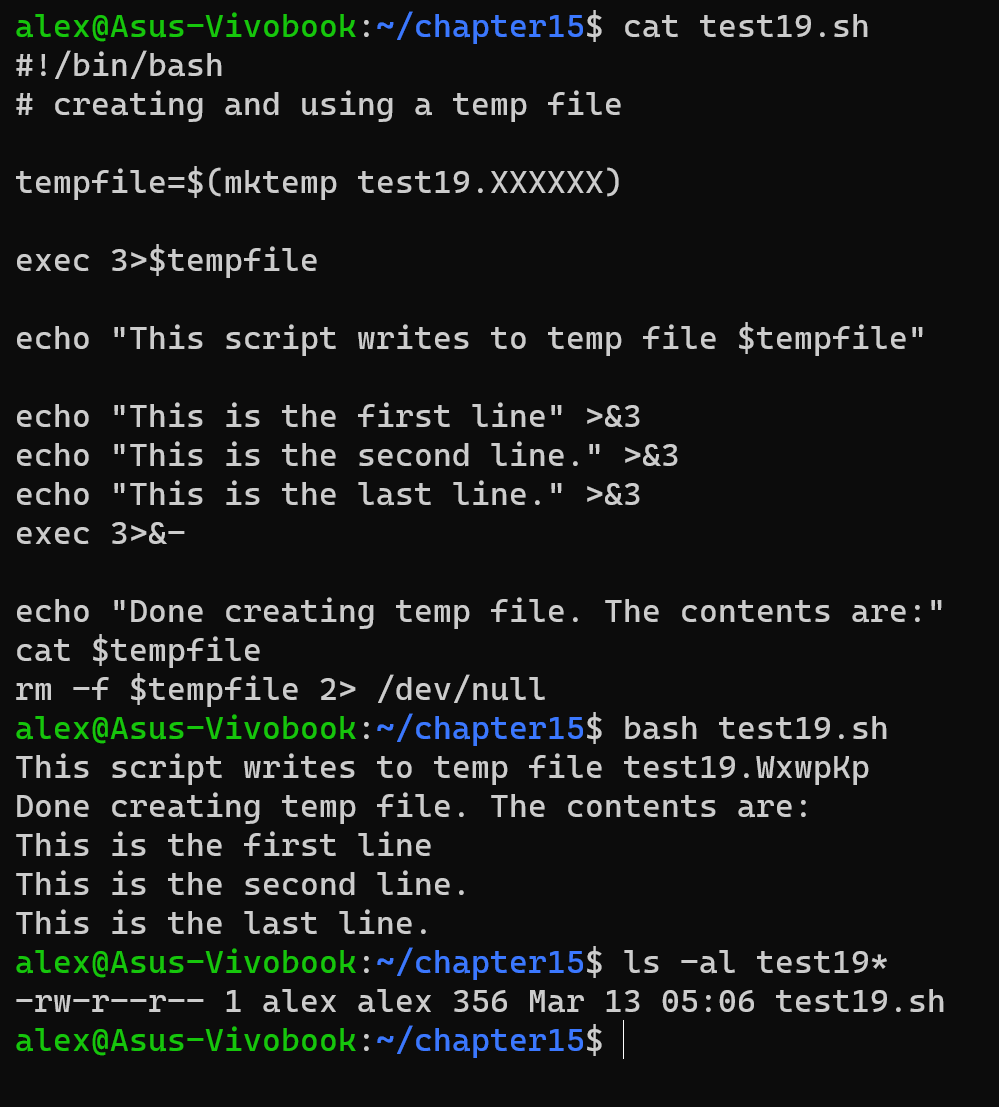 alex@Asus-Vivobook:~/chapter15$ cat test19.sh
#!/bin/bash
# creating and using a temp file
tempfile=$(mktemp test19.XXXXXX)
exec 3>$tempfile
echo "This script writes to temp file $tempfile"
echo "This is the first line" >&3
echo "This is the second line." >&3
echo "This is the last line." >&3
exec 3>&-
echo "Done creating temp file. The contents are:"
cat $tempfile
rm -f $tempfile 2> /dev/null
alex@Asus-Vivobook:~/chapter15$ bash test19.sh
This script writes to temp file test19.WxwpKp
Done creating temp file. The contents are:
This is the first line
This is the second line.
This is the last line.
alex@Asus-Vivobook:~/chapter15$ ls -al test19*
-rw-r--r-- 1 alex alex 356 Mar 13 05:06 test19.sh
alex@Asus-Vivobook:~/chapter15$